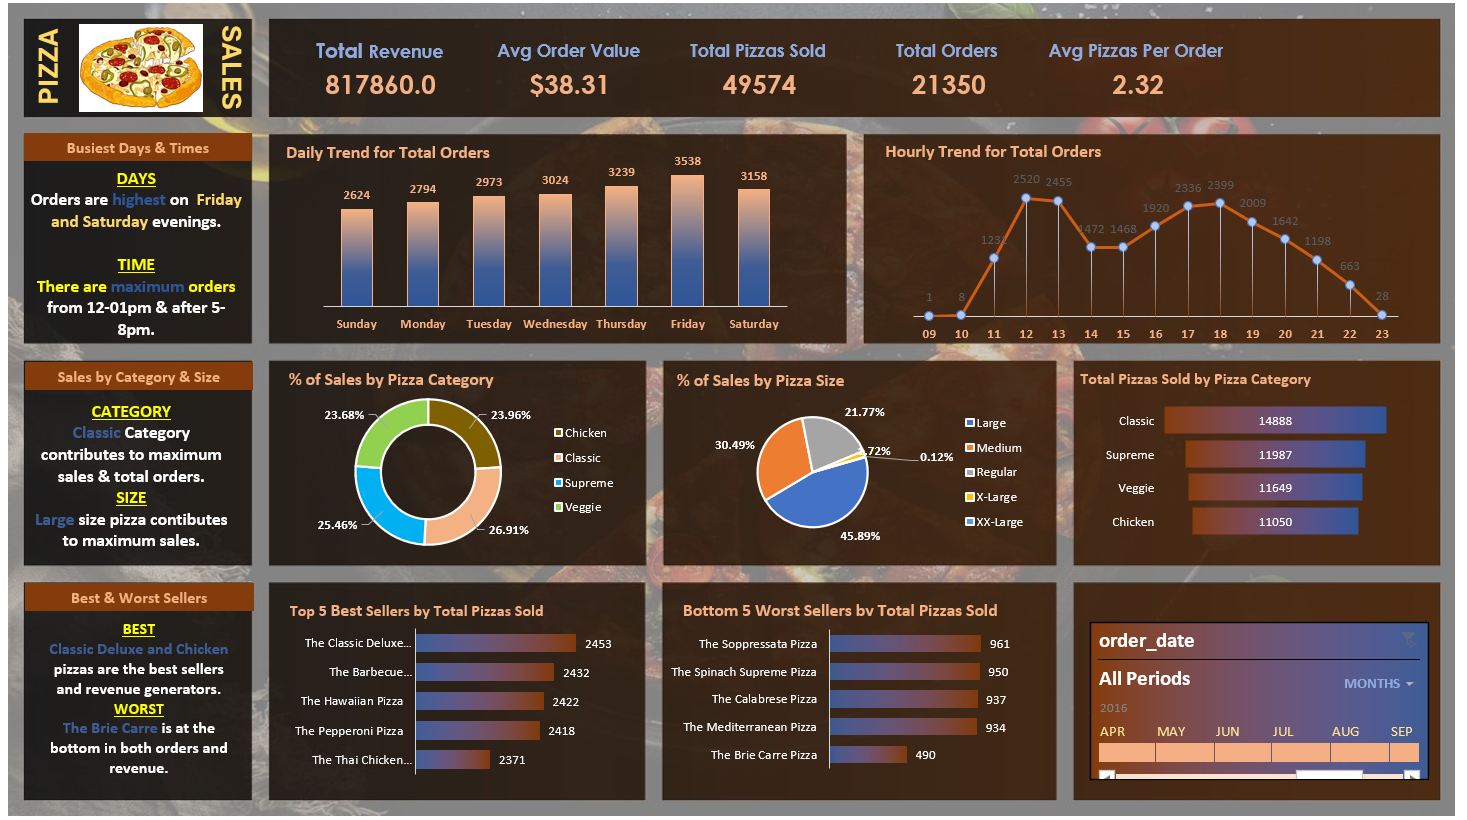 PIZZA
SALES
Total Revenue
817860.0
Avg Order Value
$38.31
Total Pizzas Sold
49574
Total Orders
21350
Avg Pizzas Per Order
2.32
Busiest Days & Times
DAYS
Orders are highest on Friday
and Saturday evenings.
TIME
There are maximum orders
from 12-01pm & after 5-
8pm.
Daily Trend for Total Orders
2624
2794
2973
3024
3239
3538
3158
Sunday
Monday
Tuesday
Wednesday
Thursday
Friday
Saturday
Hourly Trend for Total Orders
1
8
2520
2455
1472
1468
1920
2336
2399
2009
1642
1198
663
28
09
10
11
12
13
14
15
16
17
18
19
20
21
22
23
Sales by Category & Size
CATEGORY
Classic Category
contributes to maximum
sales & total orders.
SIZE
Large size pizza contibutes
to maximum sales.
% of Sales by Pizza Category
23.68%
23.96%
25.46%
26.91%
Chicken
Classic
Supreme
Veggie
% of Sales by Pizza Size
21.77%
30.49%
0.12%
45.89%
Large
Medium
Regular
X-Large
XX-Large
Total Pizzas Sold by Pizza Category
Classic 14888
Supreme 11987
Veggie 11649
Chicken 11050
Best & Worst Sellers
BEST
Classic Deluxe and Chicken
pizzas are the best sellers
and revenue generators.
WORST
The Brie Carre is at the
bottom in both orders and
revenue.
Top 5 Best Sellers by Total Pizzas Sold
The Classic Deluxe... 2453
The Barbecue... 2432
The Hawaiian Pizza 2422
The Pepperoni Pizza 2418
The Thai Chicken... 2371
Bottom 5 Worst Sellers by Total Pizzas Sold
The Soppressata Pizza 961
The Spinach Supreme Pizza 950
The Calabrese Pizza 937
The Mediterranean Pizza 934
The Brie Carre Pizza 490
order_date
All Periods
MONTHS
2016
APR MAY JUN JUL AUG SEP